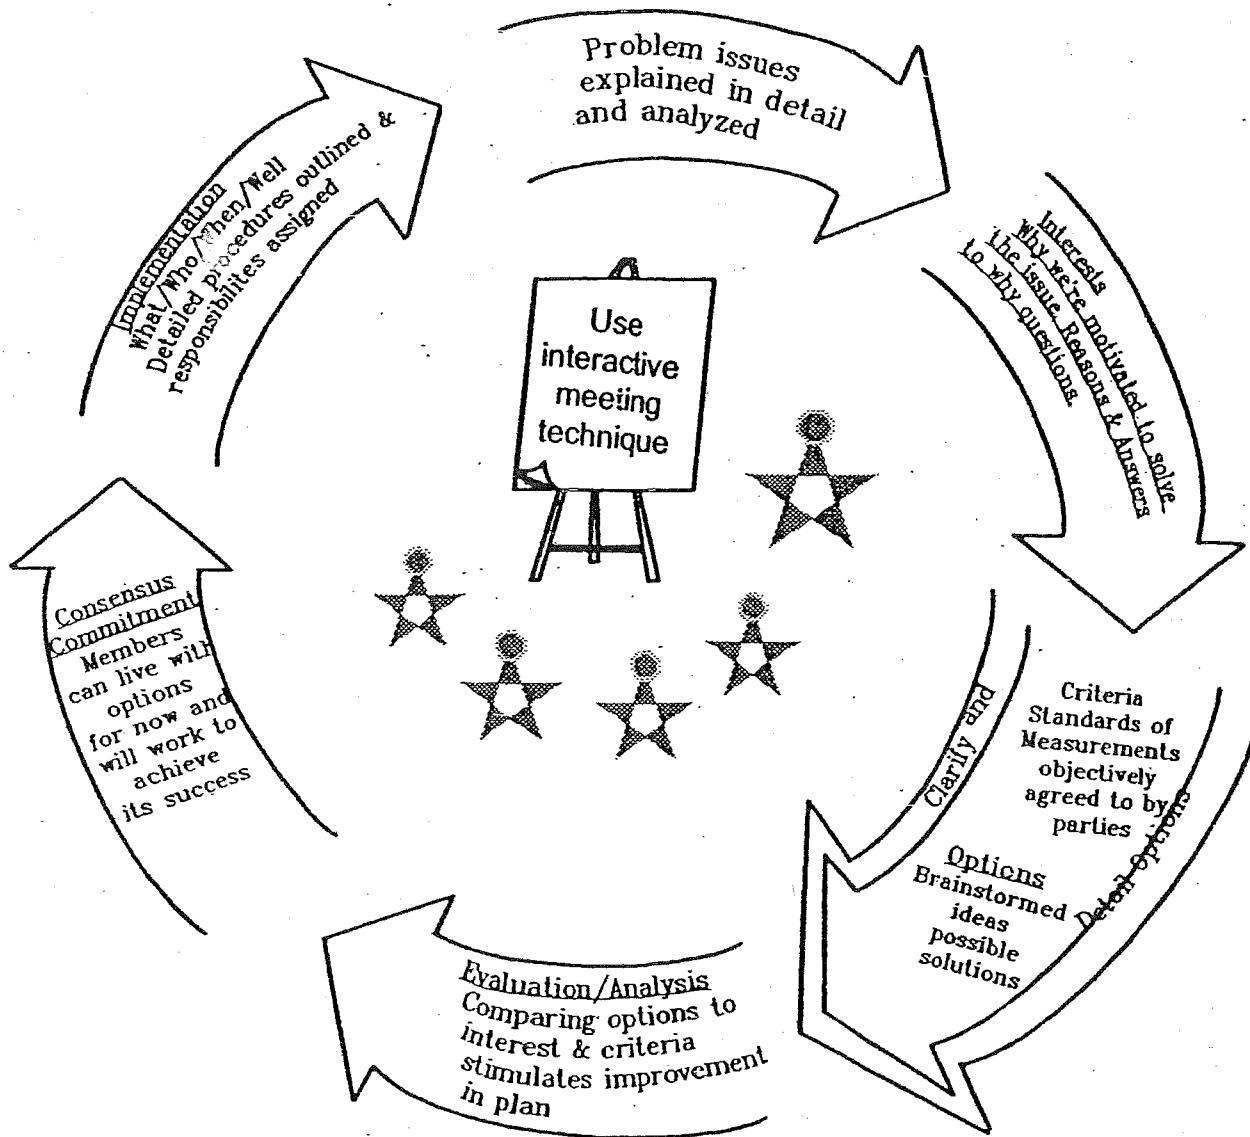 Problem issues
explained in detail
and analyzed
Interests
Why we're motivated to solve
the issue. Reasons & Answers
to why questions.
Criteria
Standards of
Measurements
objectively
agreed to by
parties
Options
Brainstormed
ideas
possible
solutions
Clarify and
Detail Options
Evaluation/Analysis
Comparing options to
interest & criteria
stimulates improvement
in plan
Consensus
Commitment
Members
can live with
options
for now and
will work to
achieve
its success
Implementation
What/Who/When/Well
Detailed procedures outlined &
responsibilites assigned
Use
interactive
meeting
technique